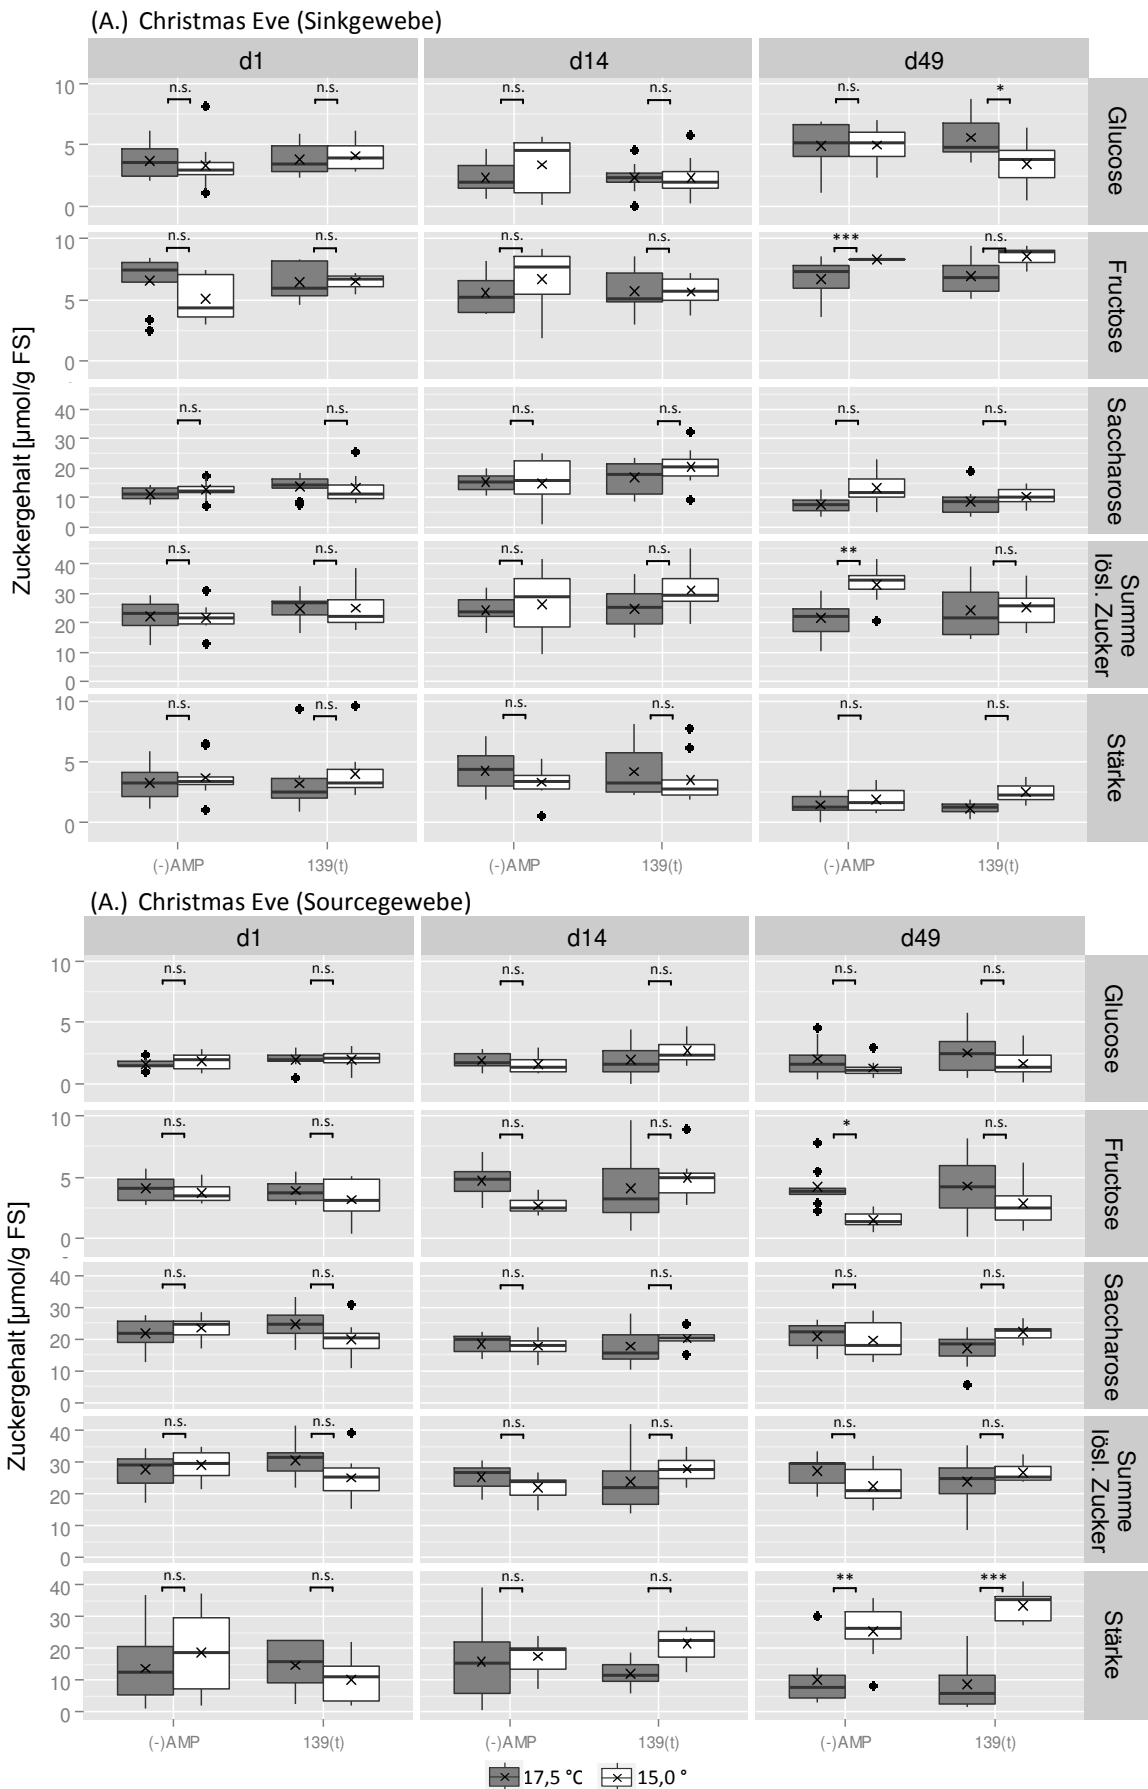 (A.) Christmas Eve (Sinkgewebe)
d1 d14 d49
Zuckergehalt [µmol/g FS]
10 n.s. n.s. n.s. n.s. n.s. * Glucose
5
0
10 n.s. n.s. n.s. n.s. *** n.s. Fructose
5
0
40 n.s. n.s. n.s. n.s. n.s. n.s. Saccharose
30
20
10
0
40 n.s. n.s. n.s. n.s. ** n.s. Summe
lösl. Zucker
30
20
10
0
10 n.s. n.s. n.s. n.s. n.s. n.s. Stärke
5
0
(-)AMP 139(t) (-)AMP 139(t) (-)AMP 139(t)
(A.) Christmas Eve (Sourcegewebe)
d1 d14 d49
Zuckergehalt [µmol/g FS]
10 n.s. n.s. n.s. n.s. n.s. n.s. Glucose
5
0
10 n.s. n.s. n.s. n.s. * n.s. Fructose
5
0
40 n.s. n.s. n.s. n.s. n.s. n.s. Saccharose
30
20
10
0
40 n.s. n.s. n.s. n.s. n.s. n.s. Summe
lösl. Zucker
30
20
10
0
40 n.s. n.s. n.s. n.s. ** *** Stärke
30
20
10
0
(-)AMP 139(t) (-)AMP 139(t) (-)AMP 139(t)
17,5 °C 15,0 °